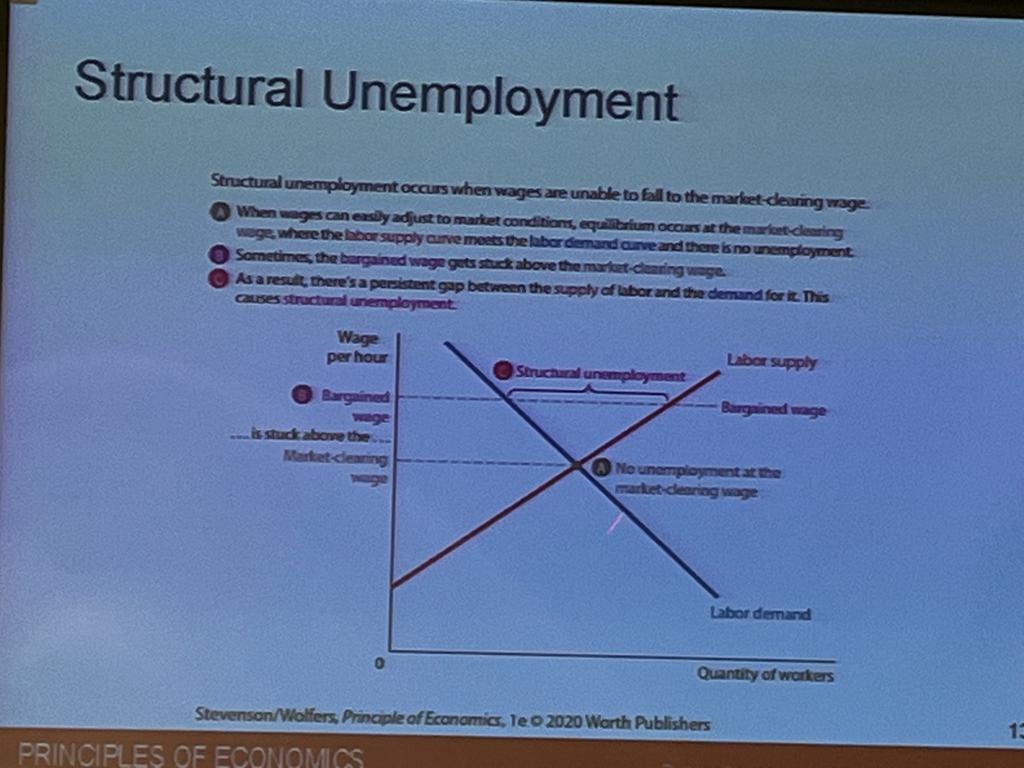 Structural Unemployment
Structural unemployment occurs when wages are unable to fall to the market-clearing wage.
A When wages can easily adjust to market conditions, equilibrium occurs at the market-clearing
wage, where the labor supply curve meets the labor demand curve and there is no unemployment.
B Sometimes, the bargained wage gets stuck above the market-clearing wage.
C As a result, there's a persistent gap between the supply of labor and the demand for it. This
causes structural unemployment.
Wage
per hour
Labor supply
C Structural unemployment
B Bargained
wage
Bargained wage
....is stuck above the....
Market-clearing
wage
A No unemployment at the
market-clearing wage
Labor demand
0
Quantity of workers
Stevenson/Wolfers, Principle of Economics, 1e © 2020 Worth Publishers
PRINCIPLES OF ECONOMICS